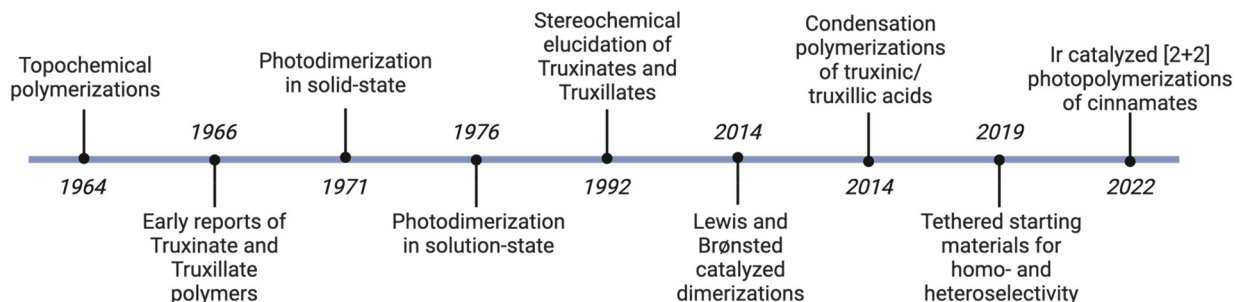 Topochemical
polymerizations
1964
1966
Early reports of
Truxinate and
Truxillate
polymers
Photodimerization
in solid-state
1971
1976
Photodimerization
in solution-state
Stereochemical
elucidation of
Truxinates and
Truxillates
1992
2014
Lewis and
Brønsted
catalyzed
dimerizations
Condensation
polymerizations
of truxinic/
truxillic acids
2014
2019
Tethered starting
materials for
homo- and
heteroselectivity
Ir catalyzed [2+2]
photopolymerizations
of cinnamates
2022